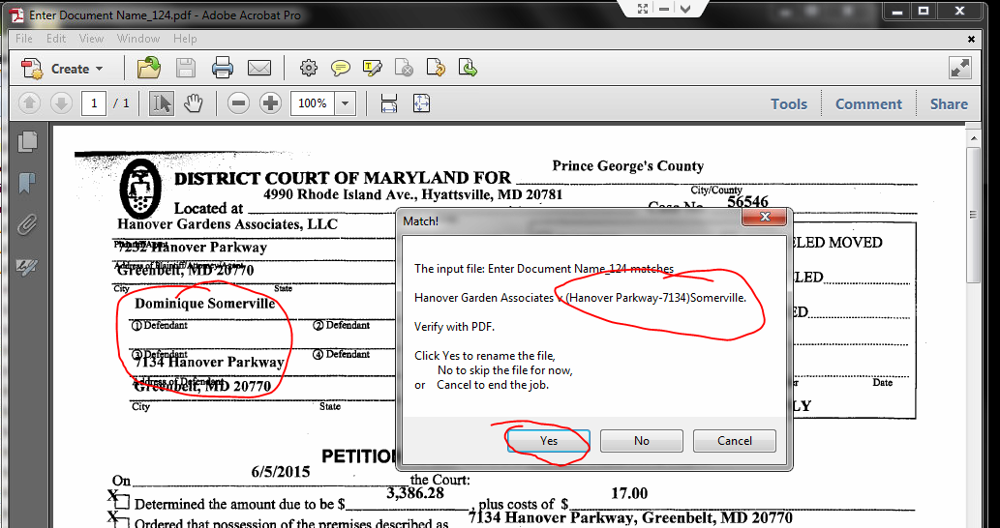 Enter Document Name_124.pdf - Adobe Acrobat Pro
File Edit View Window Help
Create
1 / 1
100%
Tools Comment Share
Prince George's County
DISTRICT COURT OF MARYLAND FOR
City/County
4990 Rhode Island Ave., Hyattsville, MD 20781
56546
Located at
Case No.
Hanover Gardens Associates, LLC
7232 Hanover Parkway
Address of Plaintiff/Attorney/Agent
Greenbelt, MD 20770
City State
Dominique Somerville
① Defendant ② Defendant
③ Defendant ④ Defendant
7134 Hanover Parkway
Address of Defendant
Greenbelt, MD 20770
City State
LED MOVED
LED
ED
Date
LY
Match!
The input file: Enter Document Name_124 matches
Hanover Garden Associates v (Hanover Parkway-7134)Somerville.
Verify with PDF.
Click Yes to rename the file,
No to skip the file for now,
or Cancel to end the job.
Yes No Cancel
PETITION
On 6/5/2015 the Court:
X Determined the amount due to be $ 3,386.28, plus costs of $ 17.00
X Ordered that possession of the premises described as 7134 Hanover Parkway, Greenbelt, MD 20770